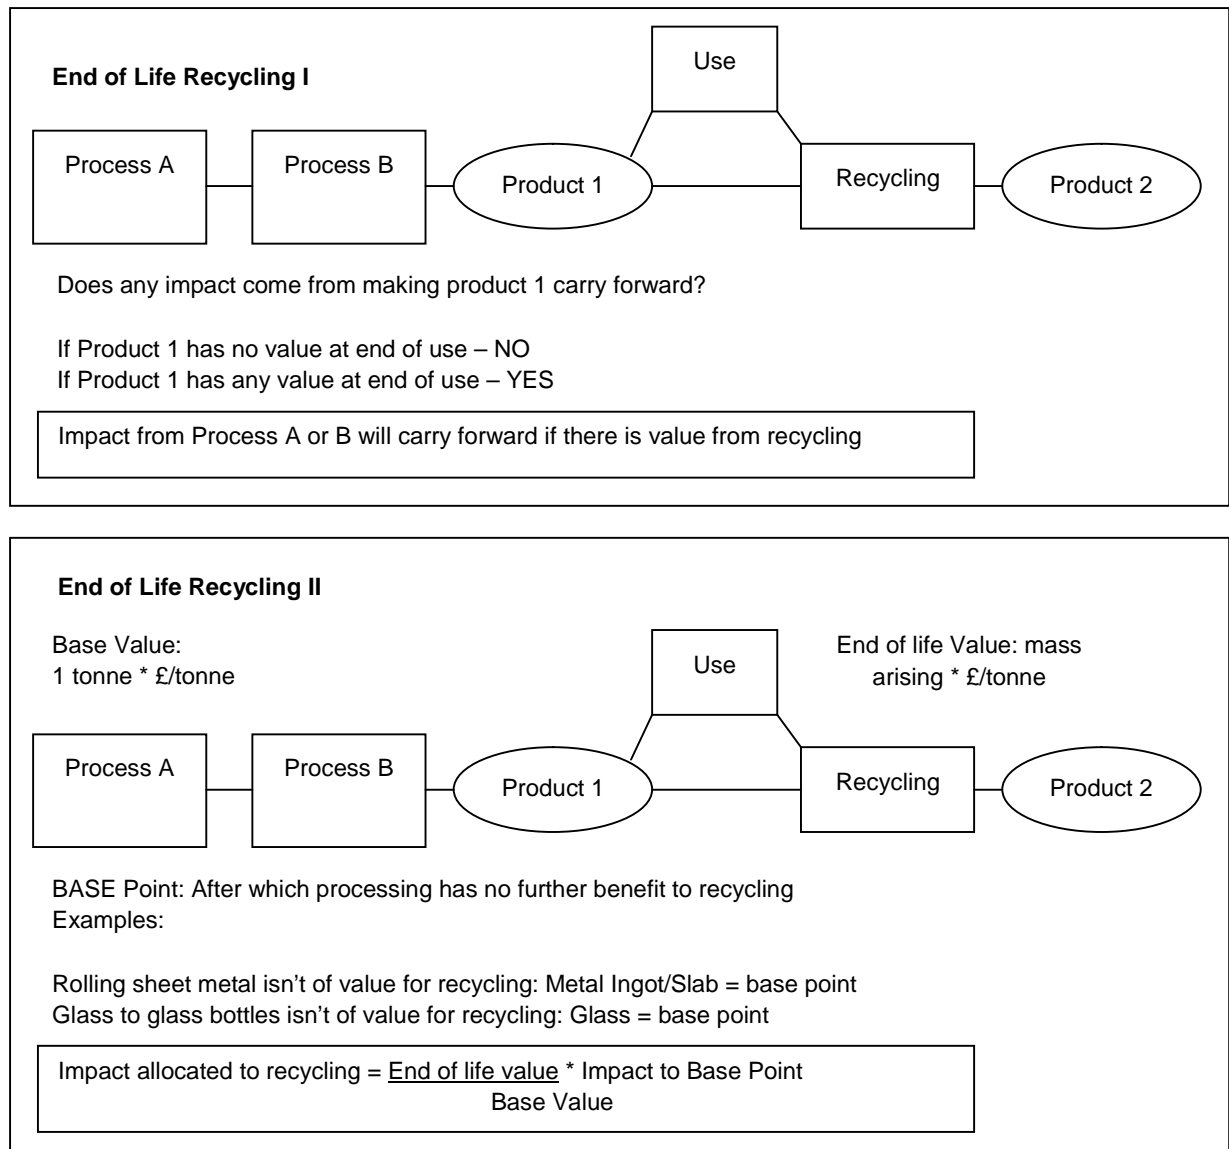 End of Life Recycling I
Use
Process A
Process B
Product 1
Recycling
Product 2
Does any impact come from making product 1 carry forward?
If Product 1 has no value at end of use – NO
If Product 1 has any value at end of use – YES
Impact from Process A or B will carry forward if there is value from recycling
End of Life Recycling II
Base Value:
1 tonne * £/tonne
Use
End of life Value: mass
arising * £/tonne
Process A
Process B
Product 1
Recycling
Product 2
BASE Point: After which processing has no further benefit to recycling
Examples:
Rolling sheet metal isn’t of value for recycling: Metal Ingot/Slab = base point
Glass to glass bottles isn’t of value for recycling: Glass = base point
Impact allocated to recycling = End of life value * Impact to Base Point
Base Value